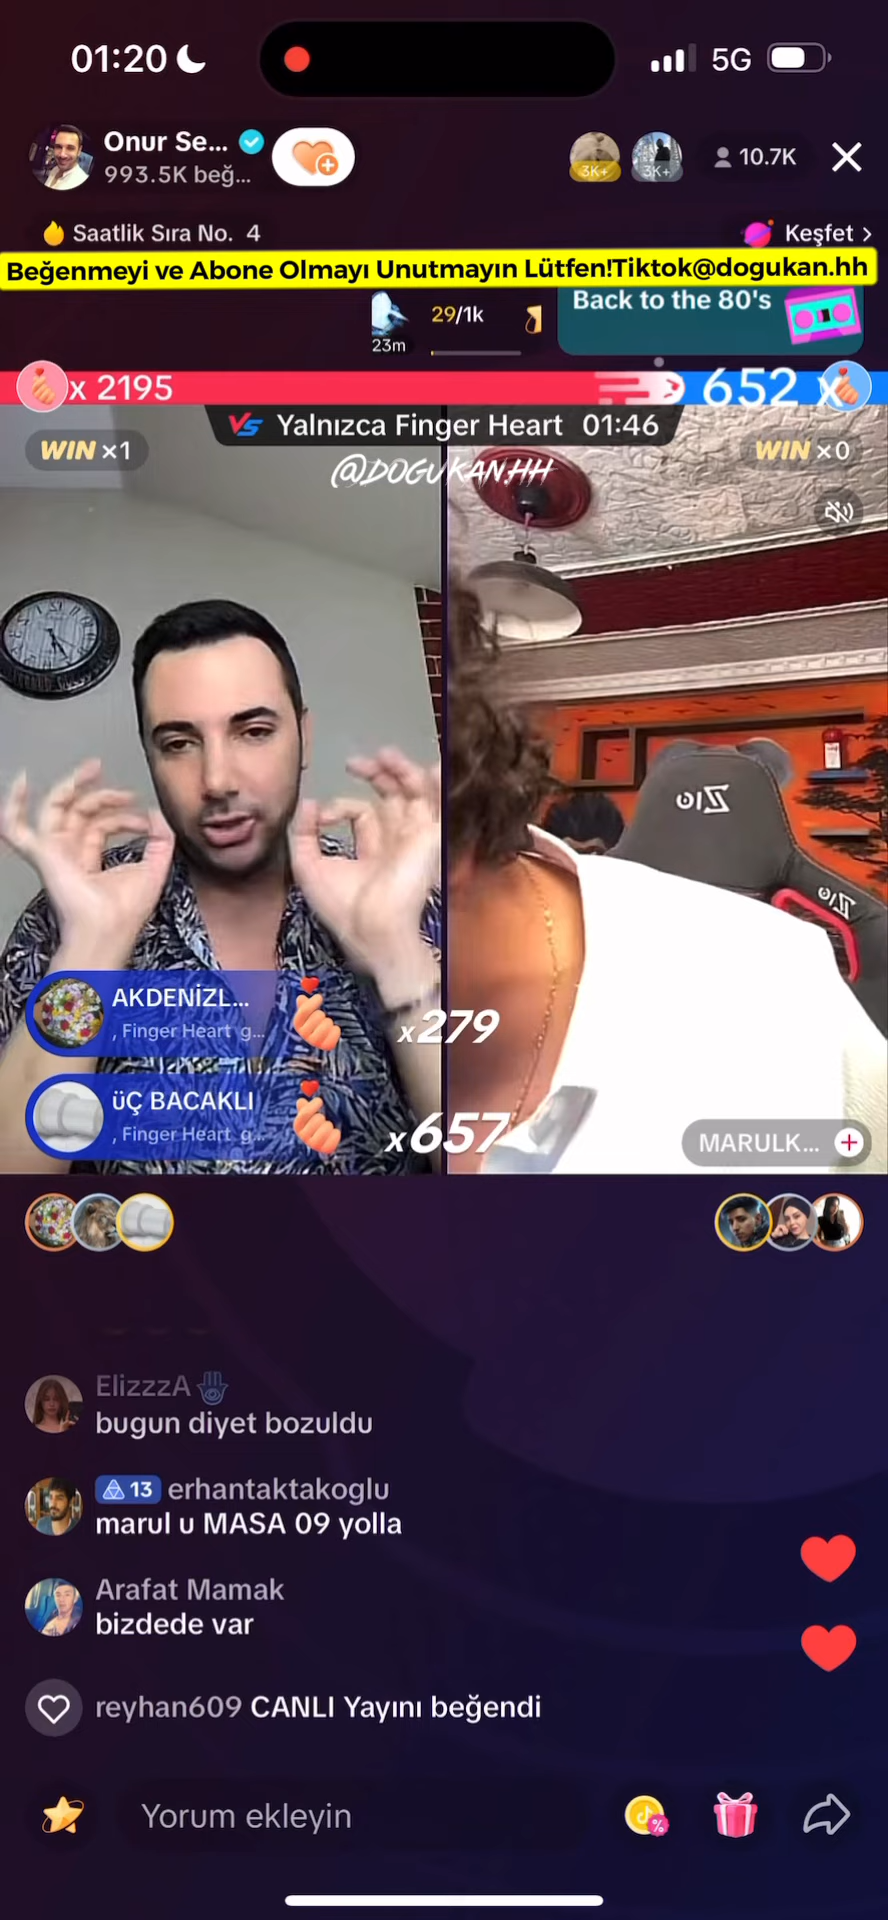 01:20
5G
Onur Se...
993.5K beğ...
3K+
3K+
10.7K
Saatlik Sıra No. 4
Keşfet >
Beğenmeyi ve Abone Olmayı Unutmayın Lütfen!Tiktok@dogukan.hh
29/1k
23m
Back to the 80's
x 2195
652 x
VS Yalnızca Finger Heart 01:46
WIN x1
WIN x0
@DOGUKAN.HH
AKDENİZL...
, Finger Heart g...
x279
üÇ BACAKLI
, Finger Heart g...
x657
MARULK... +
ElizzzA
bugun diyet bozuldu
13 erhantaktakoglu
marul u MASA 09 yolla
Arafat Mamak
bizdede var
reyhan609 CANLI Yayını beğendi
Yorum ekleyin